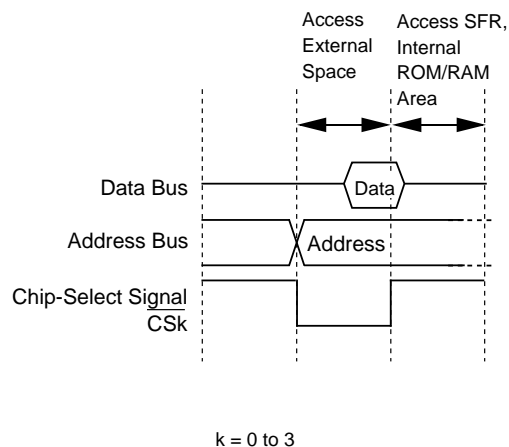 Access
External
Space
Access SFR,
Internal
ROM/RAM
Area
Data Bus
Data
Address Bus
Address
Chip-Select Signal
CSk
k = 0 to 3